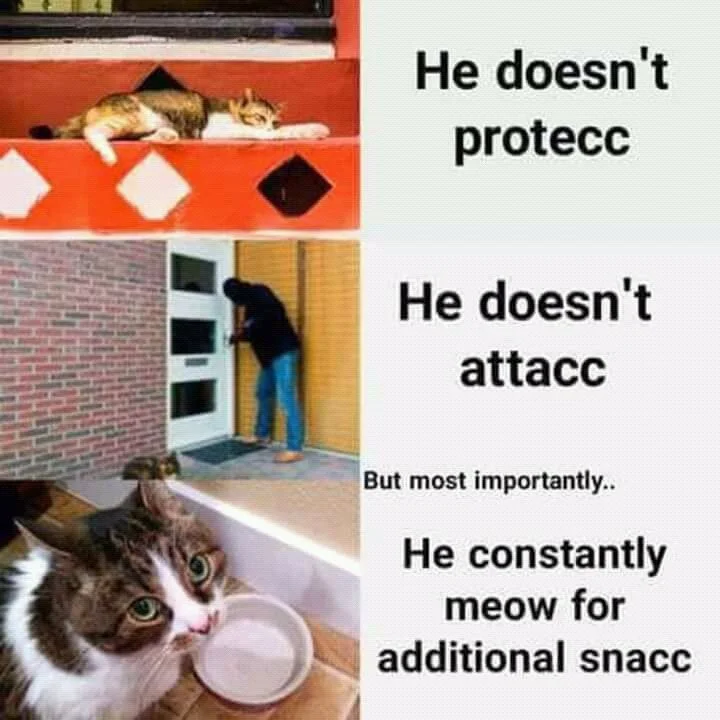 He doesn't
protecc
He doesn't
attacc
But most importantly..
He constantly
meow for
additional snacc